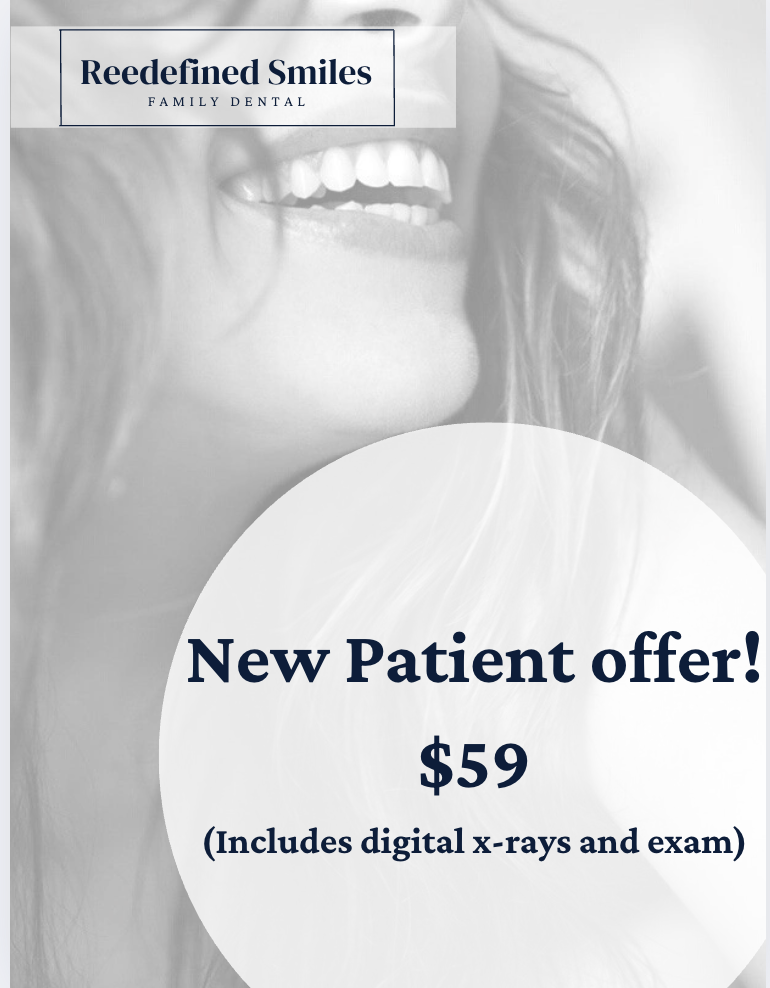 Reedefined Smiles
FAMILY DENTAL
New Patient offer!
$59
(Includes digital x-rays and exam)